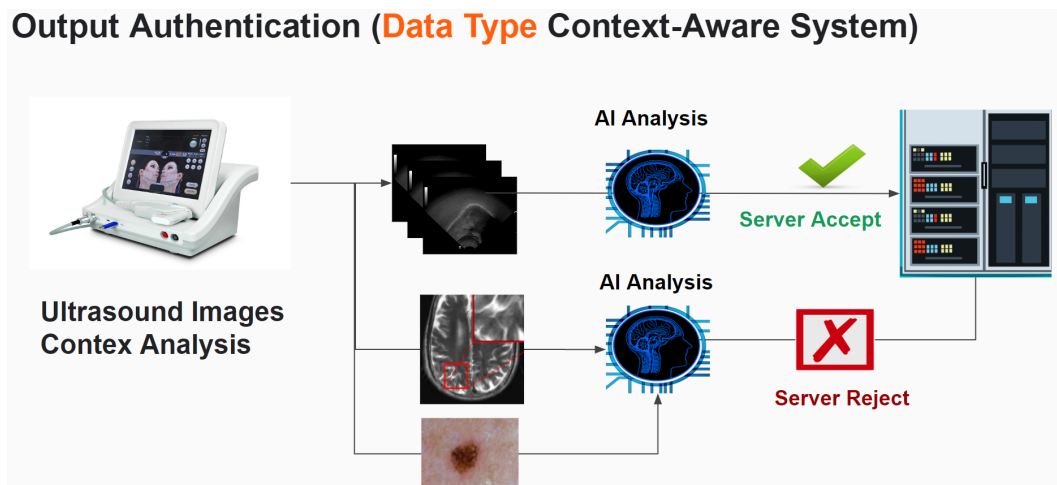 Output Authentication (Data Type Context-Aware System)
AI Analysis
Server Accept
AI Analysis
Ultrasound Images
Contex Analysis
Server Reject